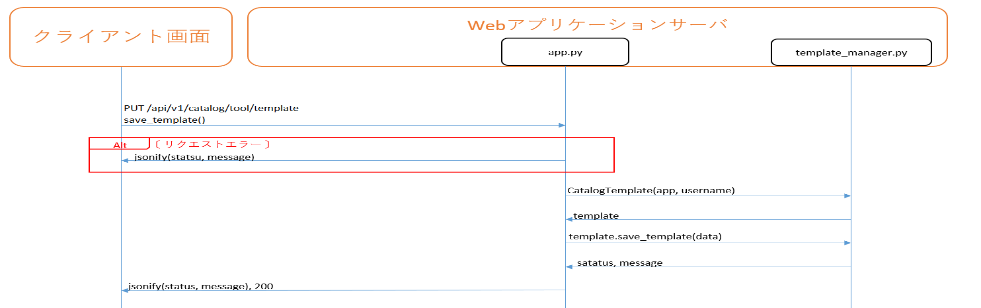 クライアント画面
Webアプリケーションサーバ
app.py
template_manager.py
PUT /api/v1/catalog/tool/template
save_template()
Alt
〔リクエストエラー〕
jsonify(statsu, message)
CatalogTemplate(app, username)
template
template.save_template(data)
satatus, message
jsonify(status, message), 200